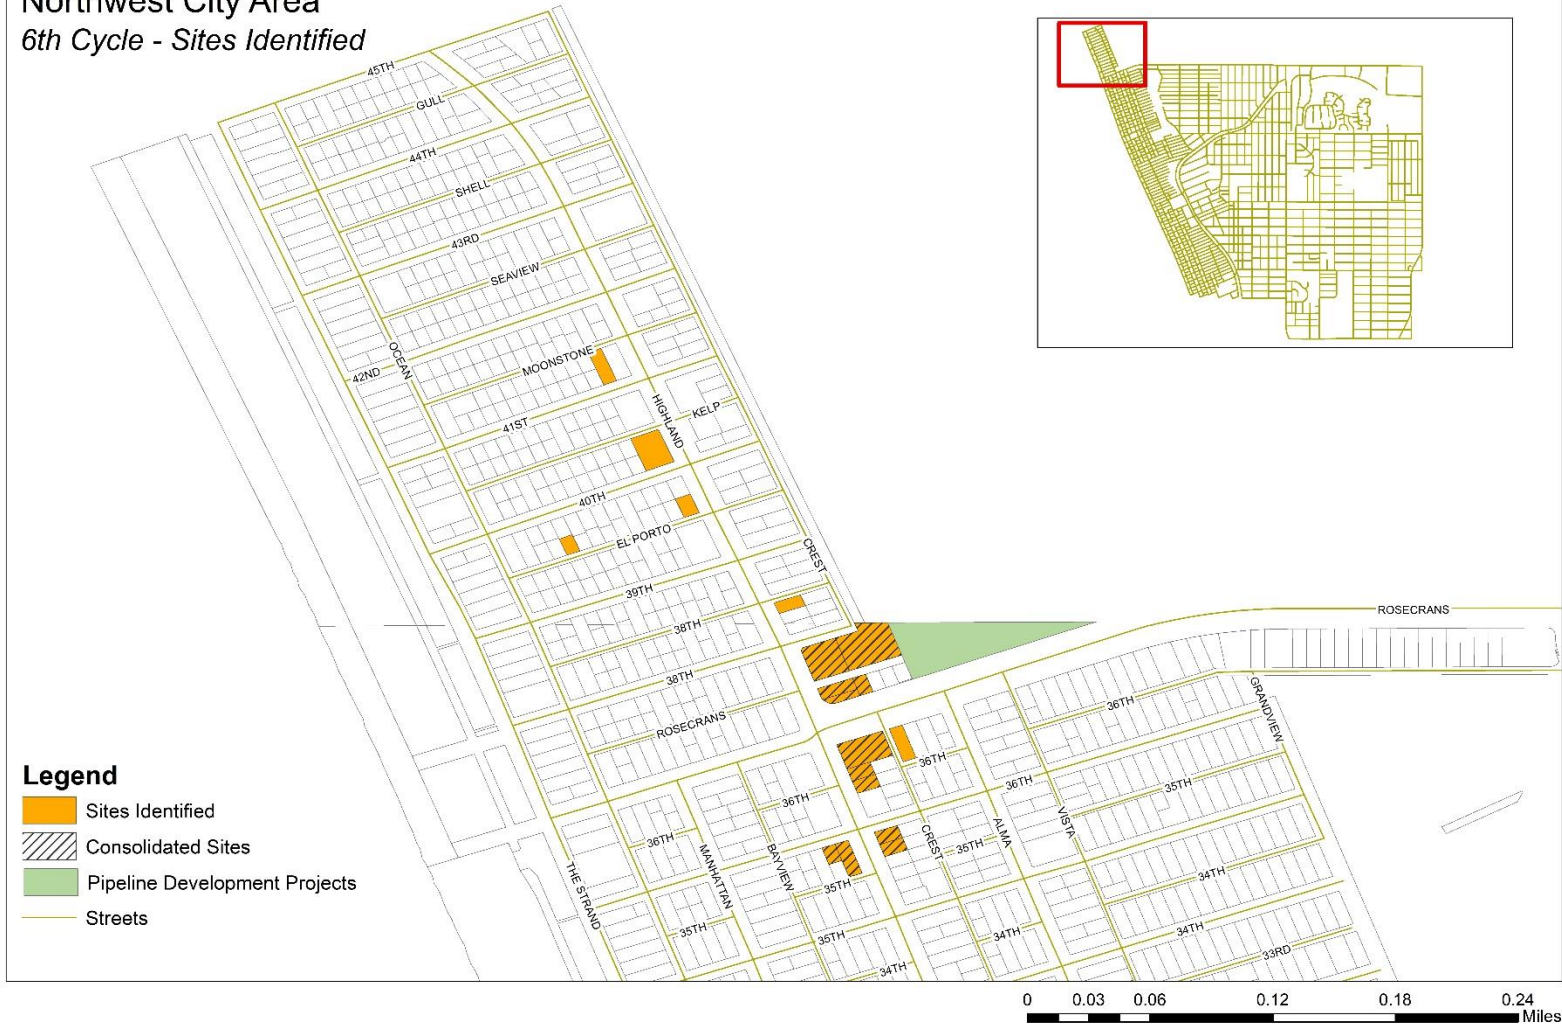 Northwest City Area
6th Cycle - Sites Identified
45TH
GULL
44TH
SHELL
43RD
SEAVIEW
OCEAN
42ND
MOONSTONE
41ST
HIGHLAND
KELP
40TH
EL PORTO
CREST
39TH
38TH
38TH
ROSECRANS
ROSECRANS
36TH
GRANDVIEW
36TH
36TH
35TH
36TH
36TH
VISTA
ALMA
CREST
35TH
THE STRAND
MANHATTAN
BAYVIEW
35TH
34TH
35TH
35TH
34TH
34TH
34TH
33RD
Legend
Sites Identified
Consolidated Sites
Pipeline Development Projects
Streets
0 0.03 0.06 0.12 0.18 0.24
Miles